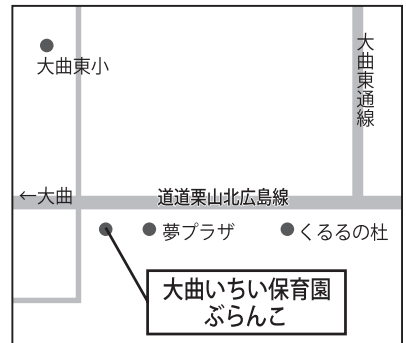 大曲東小
大曲東通線
←大曲
道道栗山北広島線
夢プラザ
くるるの杜
大曲いちい保育園
ぶらんこ